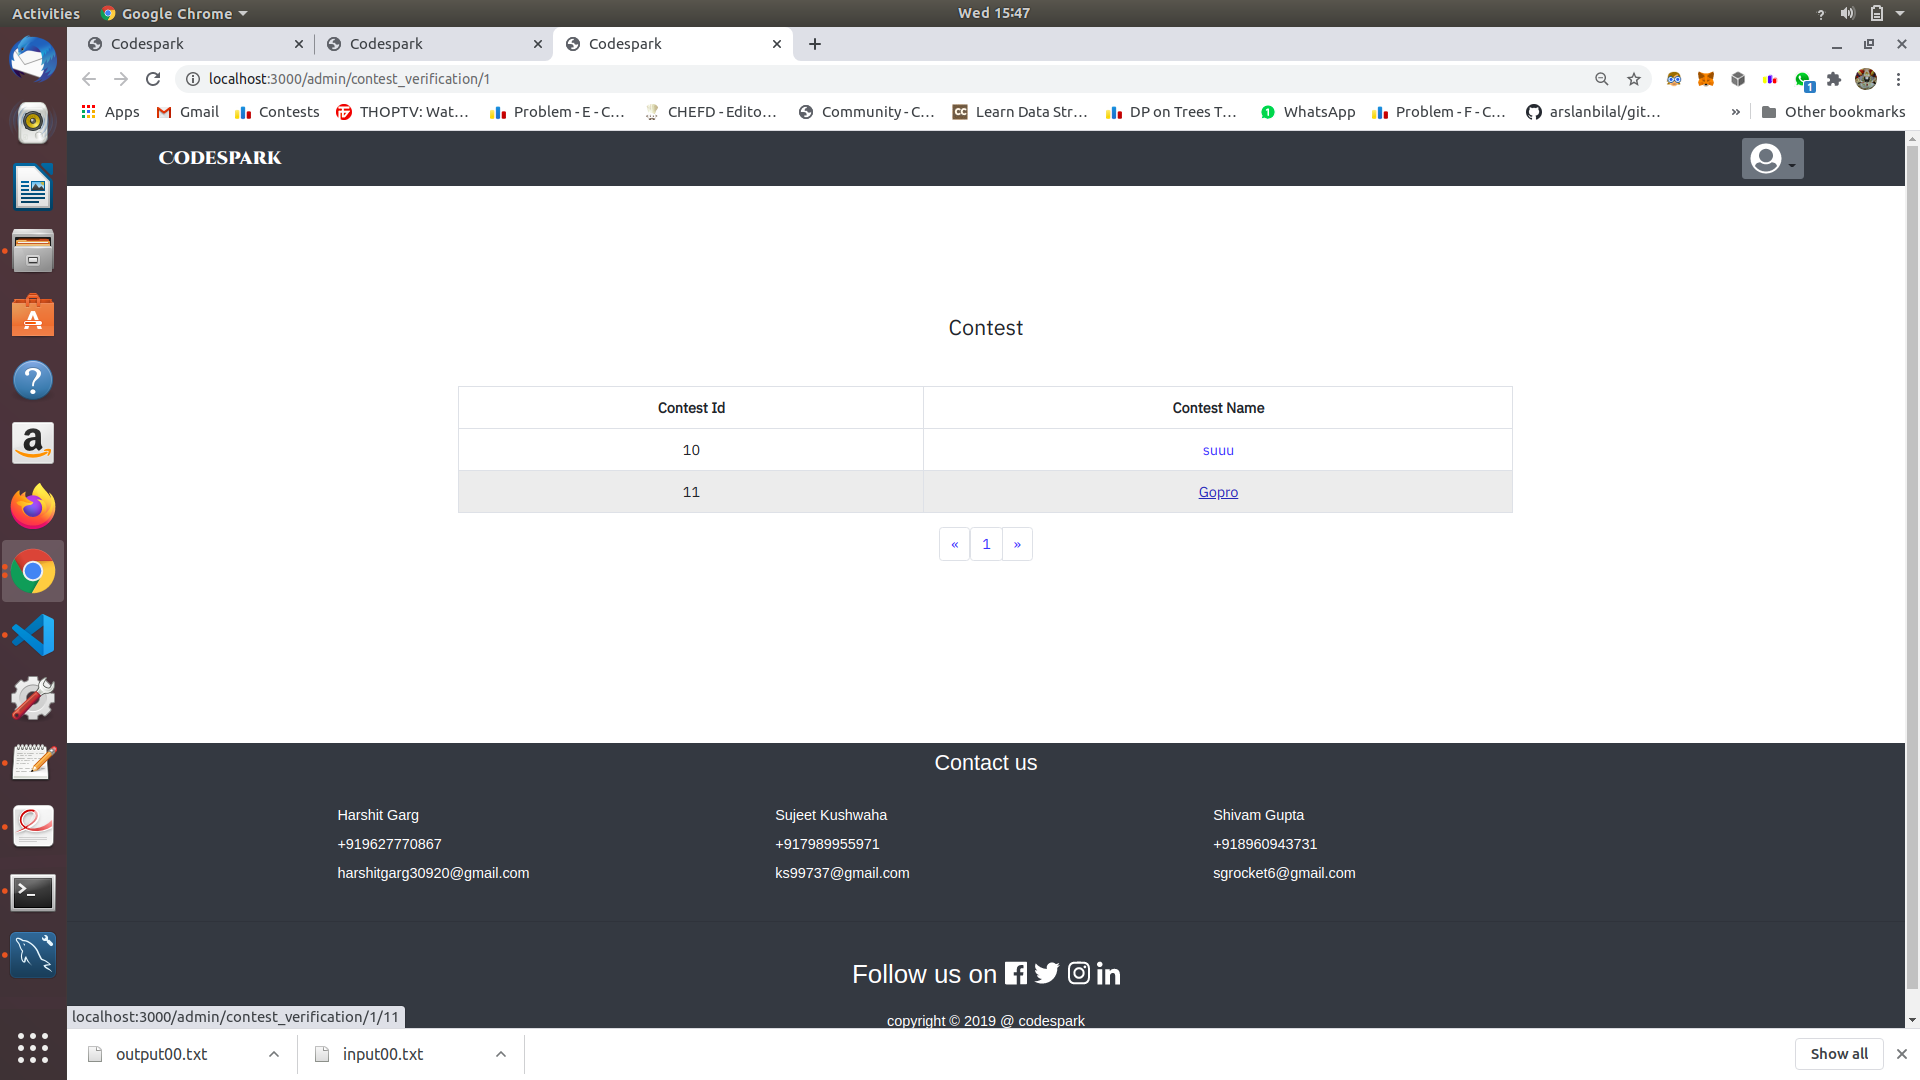 Activities
Google Chrome
Wed 15:47
Codespark
Codespark
Codespark
localhost:3000/admin/contest_verification/1
1
Apps
Gmail
Contests
THOPTV: Wat...
Problem - E - C...
CHEFD - Edito...
Community - C...
CC
Learn Data Str...
DP on Trees T...
1
WhatsApp
Problem - F - C...
arslanbilal/git...
»
Other bookmarks
CODESPARK
Contest
Contest Id
Contest Name
10
suuu
11
Gopro
«
1
»
Contact us
Harshit Garg
Sujeet Kushwaha
Shivam Gupta
+919627770867
+917989955971
+918960943731
harshitgarg30920@gmail.com
ks99737@gmail.com
sgrocket6@gmail.com
Follow us on
copyright © 2019 @ codespark
localhost:3000/admin/contest_verification/1/11
output00.txt
input00.txt
Show all